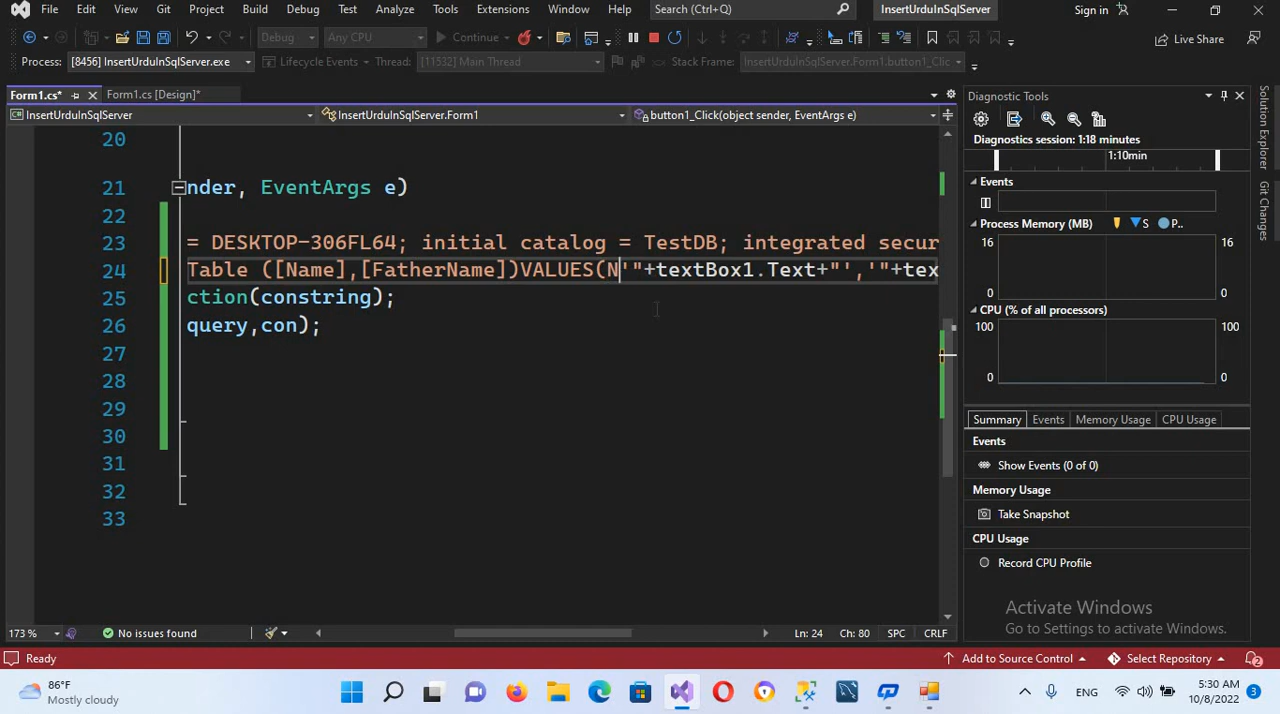 File Edit View Git Project Build Debug Test Analyze Tools Extensions Window Help Search (Ctrl+Q) InsertUrduInSqlServer Sign in
Debug Any CPU Continue Live Share
Process: [8456] InsertUrduInSqlServer.exe Lifecycle Events Thread: [11532] Main Thread Stack Frame: InsertUrduInSqlServer.Form1.button1_Clic
Form1.cs* Form1.cs [Design]*
InsertUrduInSqlServer InsertUrduInSqlServer.Form1 button1_Click(object sender, EventArgs e)
20
21 nder, EventArgs e)
22
23 = DESKTOP-306FL64; initial catalog = TestDB; integrated secur
24 Table ([Name],[FatherName])VALUES(N'"+textBox1.Text+"','"+tex
25 ction(constring);
26 query,con);
27
28
29
30
31
32
33
173 % No issues found Ln: 24 Ch: 80 SPC CRLF
Diagnostic Tools
Diagnostics session: 1:18 minutes
1:10min
Events
Process Memory (MB) S P..
16 16
0 0
CPU (% of all processors)
100 100
0 0
Summary Events Memory Usage CPU Usage
Events
Show Events (0 of 0)
Memory Usage
Take Snapshot
CPU Usage
Record CPU Profile
Activate Windows
Go to Settings to activate Windows.
Solution Explorer
Git Changes
Ready Add to Source Control Select Repository 2
86°F
Mostly cloudy
ENG
5:30 AM
10/8/2022
3